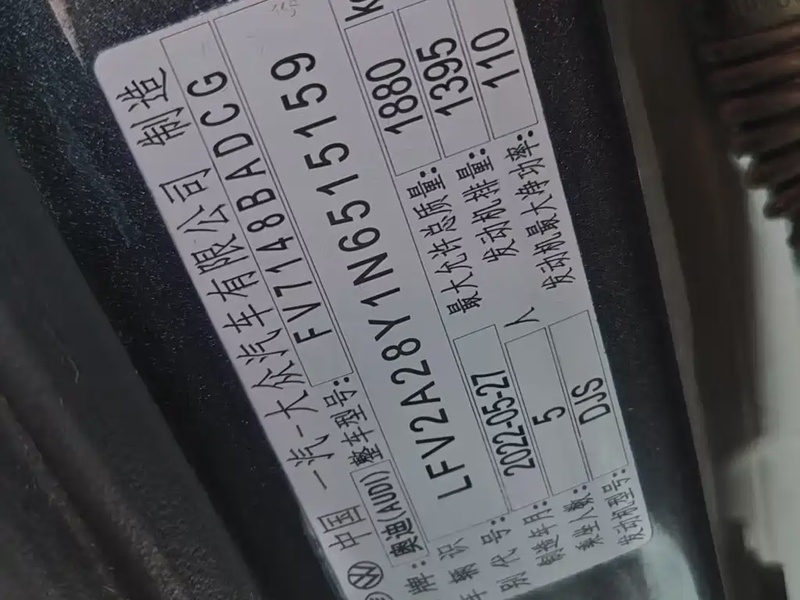 中国 一汽-大众汽车有限公司 制造
牌: 奥迪(AUDI) 整车型号: FV7148BADCG
车辆识别代号: LFV2A28Y1N6515159
制造年月: 2022-05-27 最大允许总质量: 1880
乘坐人数: 5 人 发动机排量: 1395
发动机型号: DJS 发动机最大净功率: 110